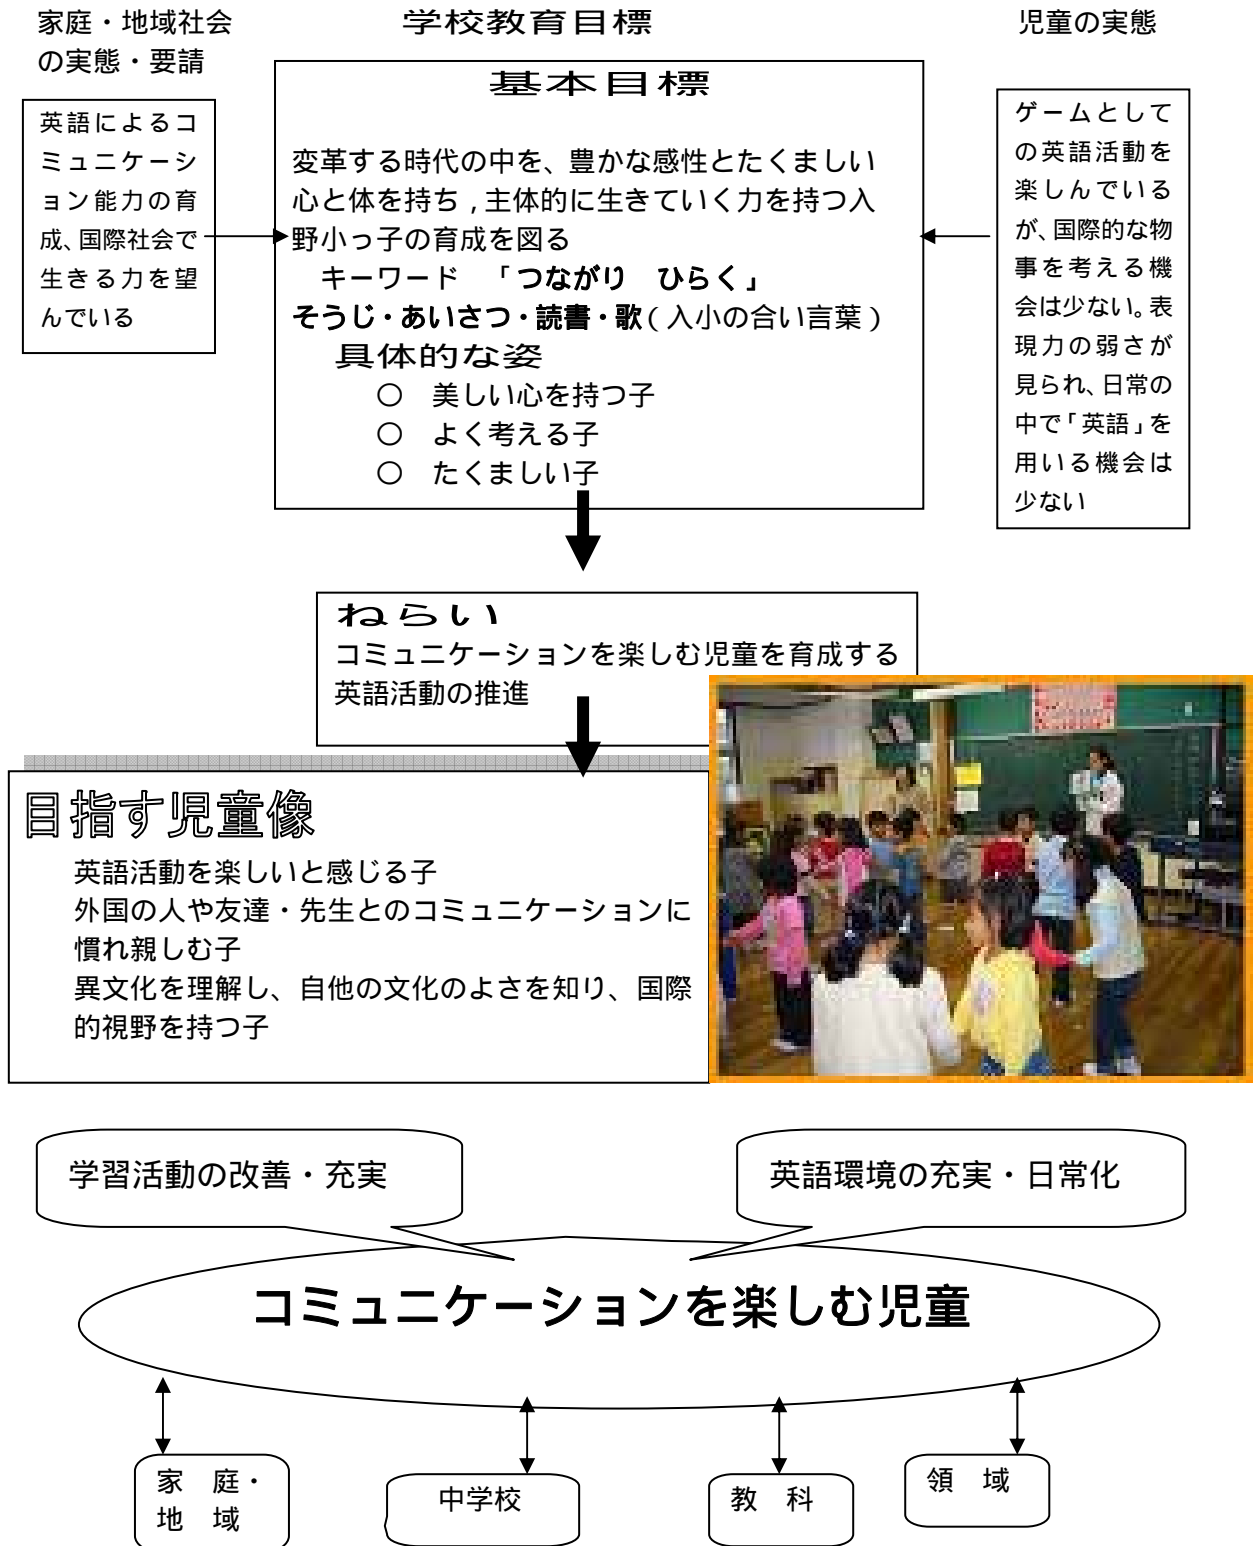 家庭・地域社会
の実態・要請
英語によるコ
ミュニケーシ
ョン能力の育
成、国際社会で
生きる力を望
んでいる
学校教育目標
基本目標
変革する時代の中を、豊かな感性とたくましい
心と体を持ち,主体的に生きていく力を持つ入
野小っ子の育成を図る
キーワード 「つながり ひらく」
そうじ・あいさつ・読書・歌(入小の合い言葉)
具体的な姿
○ 美しい心を持つ子
○ よく考える子
○ たくましい子
児童の実態
ゲームとして
の英語活動を
楽しんでいる
が、国際的な物
事を考える機
会は少ない。表
現力の弱さが
見られ、日常の
中で「英語」を
用いる機会は
少ない
ねらい
コミュニケーションを楽しむ児童を育成する
英語活動の推進
目指す児童像
英語活動を楽しいと感じる子
外国の人や友達・先生とのコミュニケーションに
慣れ親しむ子
異文化を理解し、自他の文化のよさを知り、国際
的視野を持つ子
学習活動の改善・充実
英語環境の充実・日常化
コミュニケーションを楽しむ児童
家 庭・
地 域
中学校
教 科
領 域